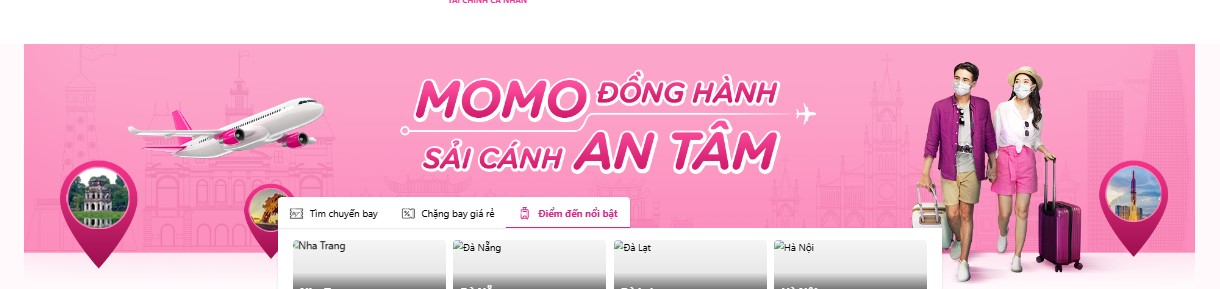 TÀI CHÍNH CÁ NHÂN
MOMO ĐỒNG HÀNH
SẢI CÁNH AN TÂM
Tìm chuyến bay
Chặng bay giá rẻ
Điểm đến nổi bật
Nha Trang
Đà Nẵng
Đà Lạt
Hà Nội